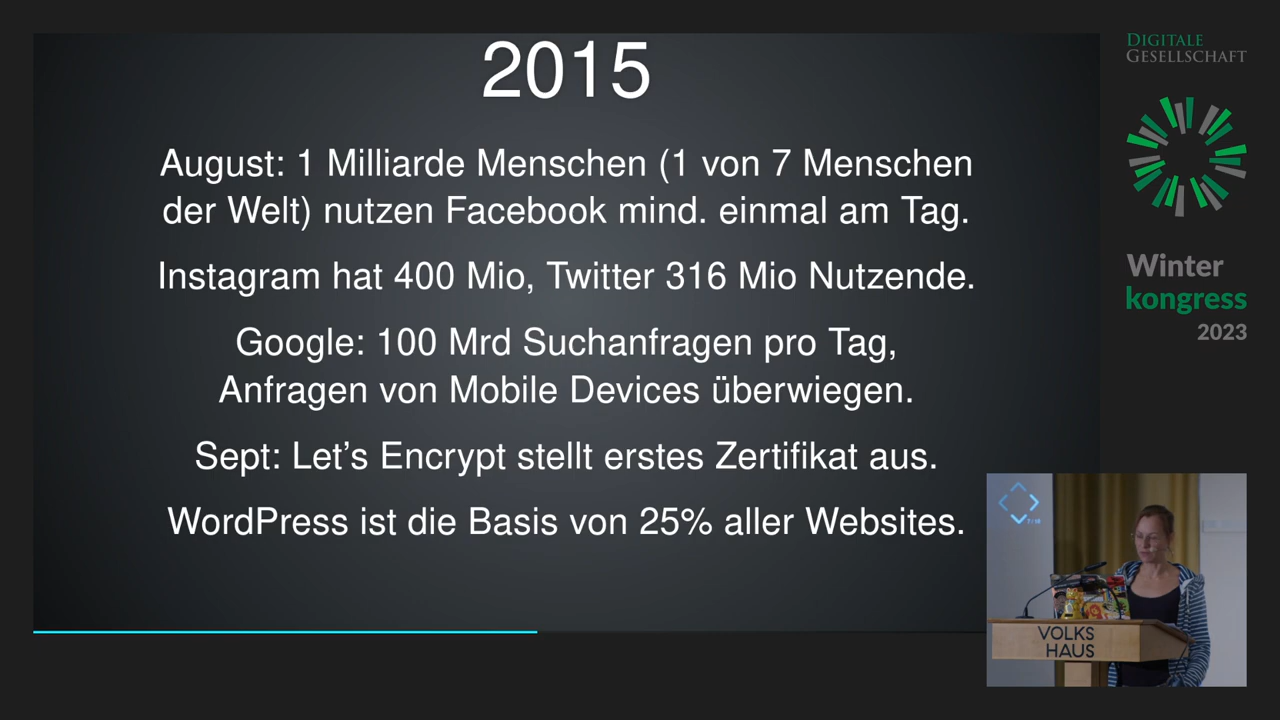 2015
August: 1 Milliarde Menschen (1 von 7 Menschen
der Welt) nutzen Facebook mind. einmal am Tag.
Instagram hat 400 Mio, Twitter 316 Mio Nutzende.
Google: 100 Mrd Suchanfragen pro Tag,
Anfragen von Mobile Devices überwiegen.
Sept: Let’s Encrypt stellt erstes Zertifikat aus.
WordPress ist die Basis von 25% aller Websites.
DIGITALE
GESELLSCHAFT
Winter
kongress
2023
VOLKS
HAUS